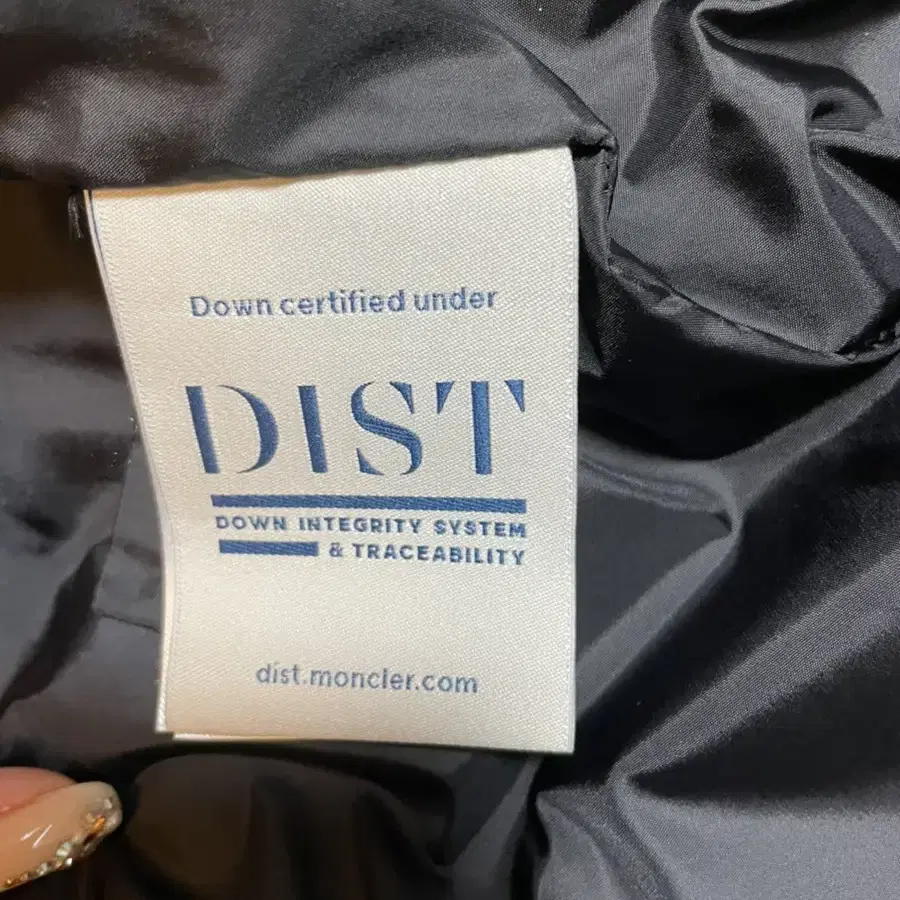 Down certified under
DIST
DOWN INTEGRITY SYSTEM
& TRACEABILITY
dist.moncler.com